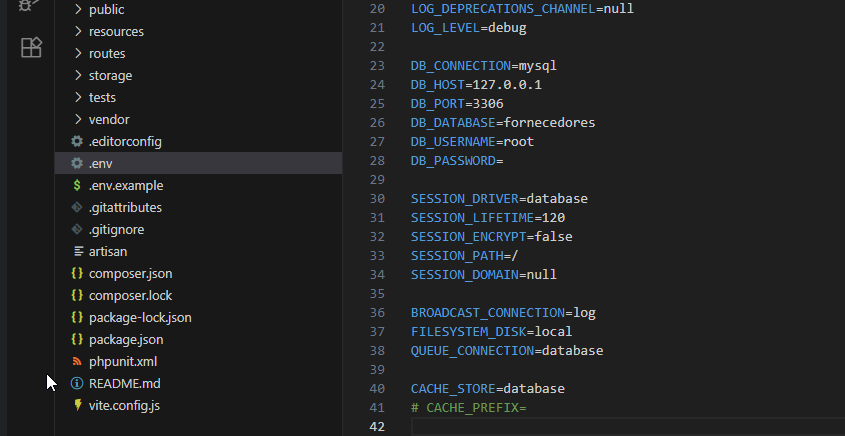 public
resources
routes
storage
tests
vendor
.editorconfig
.env
.env.example
.gitattributes
.gitignore
artisan
composer.json
composer.lock
package-lock.json
package.json
phpunit.xml
README.md
vite.config.js
20 LOG_DEPRECATIONS_CHANNEL=null
21 LOG_LEVEL=debug
22
23 DB_CONNECTION=mysql
24 DB_HOST=127.0.0.1
25 DB_PORT=3306
26 DB_DATABASE=fornecedores
27 DB_USERNAME=root
28 DB_PASSWORD=
29
30 SESSION_DRIVER=database
31 SESSION_LIFETIME=120
32 SESSION_ENCRYPT=false
33 SESSION_PATH=/
34 SESSION_DOMAIN=null
35
36 BROADCAST_CONNECTION=log
37 FILESYSTEM_DISK=local
38 QUEUE_CONNECTION=database
39
40 CACHE_STORE=database
41 # CACHE_PREFIX=
42